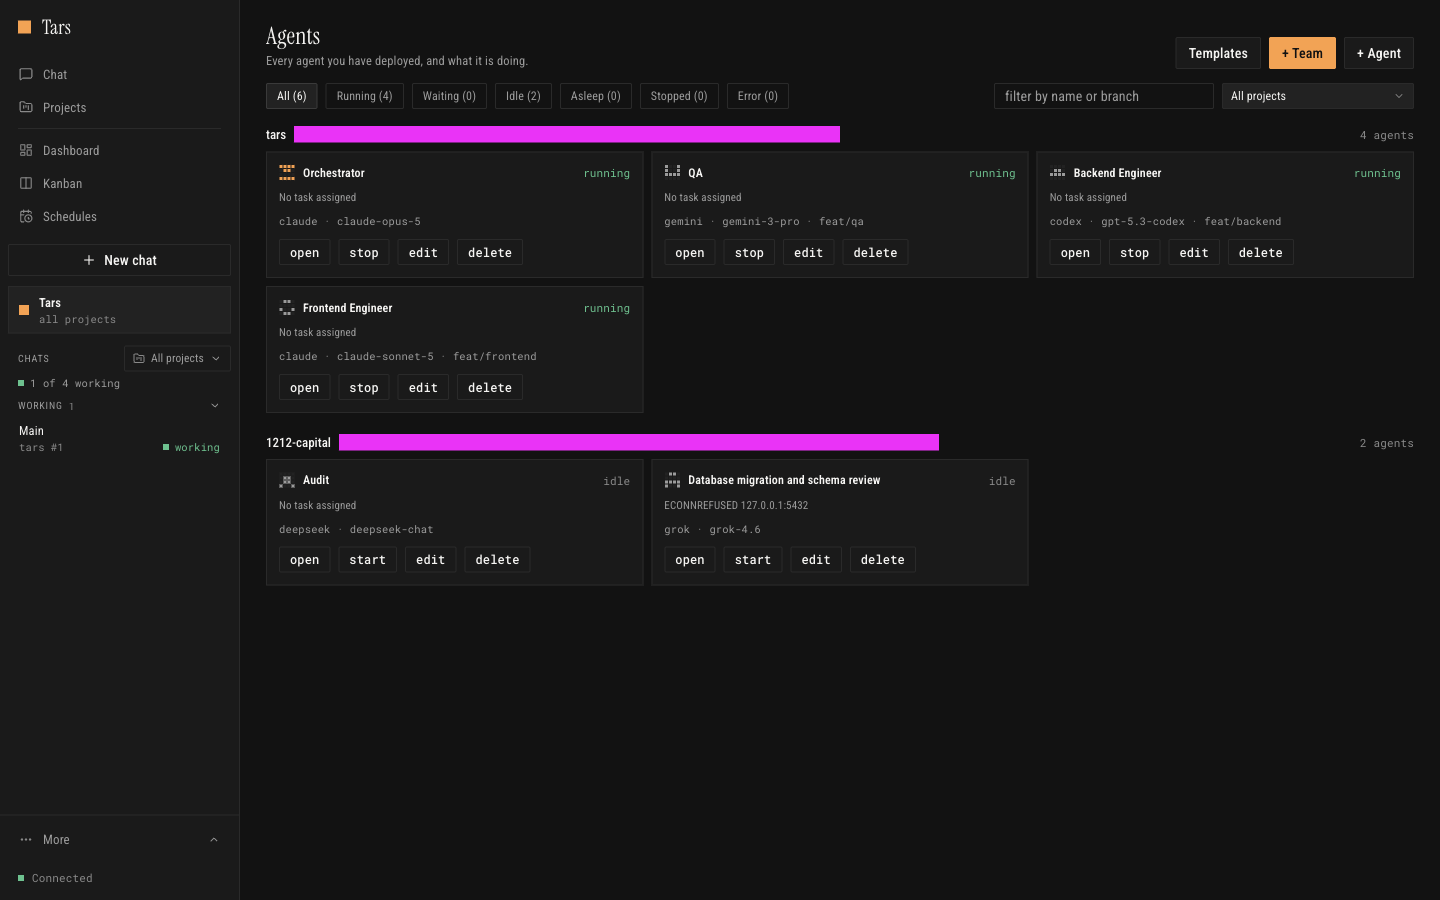 Tars
Chat
Projects
Dashboard
Kanban
Schedules
New chat
Tars
all projects
CHATS
All projects
1 of 4 working
WORKING 1
Main
tars #1
working
More
Connected
Agents
Every agent you have deployed, and what it is doing.
Templates
+ Team
+ Agent
All (6)
Running (4)
Waiting (0)
Idle (2)
Asleep (0)
Stopped (0)
Error (0)
filter by name or branch
All projects
tars
4 agents
Orchestrator
running
No task assigned
claude · claude-opus-5
open
stop
edit
delete
QA
running
No task assigned
gemini · gemini-3-pro · feat/qa
open
stop
edit
delete
Backend Engineer
running
No task assigned
codex · gpt-5.3-codex · feat/backend
open
stop
edit
delete
Frontend Engineer
running
No task assigned
claude · claude-sonnet-5 · feat/frontend
open
stop
edit
delete
1212-capital
2 agents
Audit
idle
No task assigned
deepseek · deepseek-chat
open
start
edit
delete
Database migration and schema review
idle
ECONNREFUSED 127.0.0.1:5432
grok · grok-4.6
open
start
edit
delete